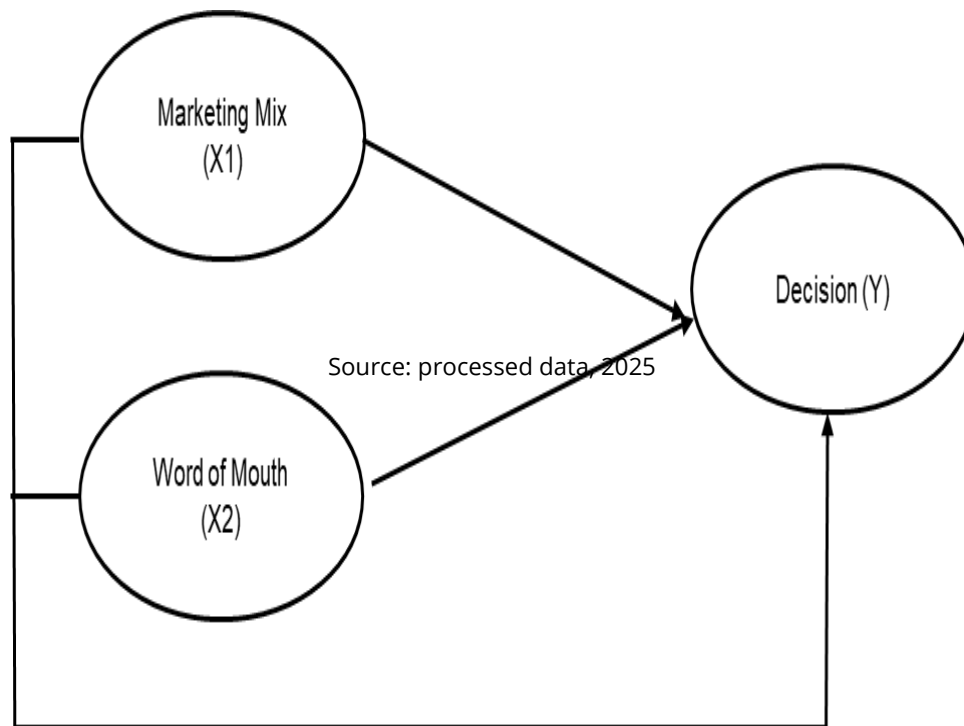 Marketing Mix
(X1)
Decision (Y)
Source: processed data, 2025
Word of Mouth
(X2)